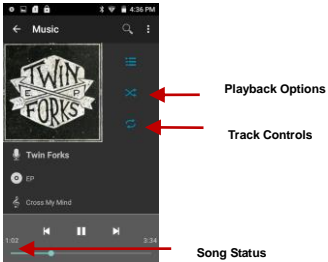 4:36 PM
Music
TWIN
EP
FORKS
Playback Options
Track Controls
Twin Forks
EP
Cross My Mind
1:02
3:34
Song Status